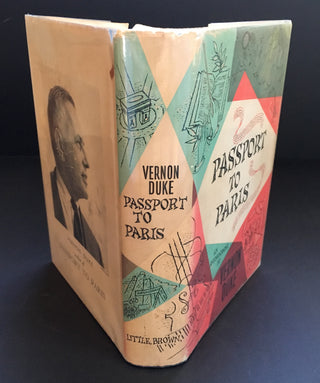 VERNON
DUKE
PASSPORT
TO
PARIS
LITTLE, BROWN
PASSPORT
TO
PARIS
VERNON
DUKE